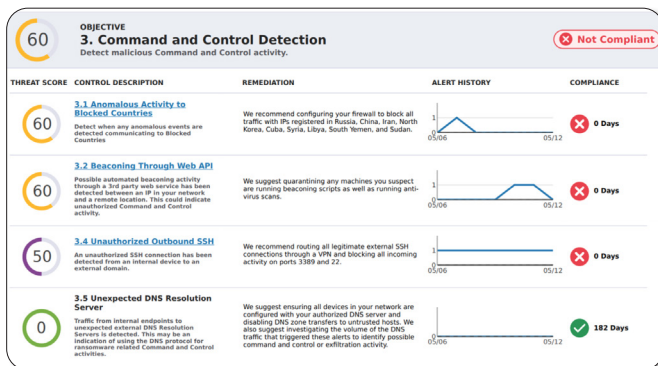 60
OBJECTIVE
3. Command and Control Detection
Detect malicious Command and Control activity.
Not Compliant
THREAT SCORE CONTROL DESCRIPTION REMEDIATION ALERT HISTORY COMPLIANCE
60
3.1 Anomalous Activity to
Blocked Countries
Detect when any anomalous events are
detected communicating to Blocked
Countries
We recommend configuring your firewall to block all
traffic with IPs registered in Russia, China, Iran, North
Korea, Cuba, Syria, Libya, South Yemen, and Sudan.
1
0
05/06 05/12
0 Days
60
3.2 Beaconing Through Web API
Possible automated beaconing activity
through a 3rd party web service has been
detected between an IP in your network
and a remote location. This could indicate
unauthorized Command and Control
activity.
We suggest quarantining any machines you suspect
are running beaconing scripts as well as running anti-
virus scans.
1
0
05/06 05/12
0 Days
50
3.4 Unauthorized Outbound SSH
An unauthorized SSH connection has been
detected from an internal device to an
external domain.
We recommend routing all legitimate external SSH
connections through a VPN and blocking all incoming
activity on ports 3389 and 22.
1
0
05/06 05/12
0 Days
0
3.5 Unexpected DNS Resolution
Server
Traffic from internal endpoints to
unexpected external DNS Resolution
Servers is detected. This may be an
indication of using the DNS protocol for
ransomware related Command and Control
activities.
We suggest ensuring all devices in your network are
configured with your authorized DNS server and
disabling DNS zone transfers to untrusted hosts. We
also suggest investigating the volume of the DNS
traffic that triggered these alerts to identify possible
command and control or exfiltration activity.
0
05/06 05/12
182 Days